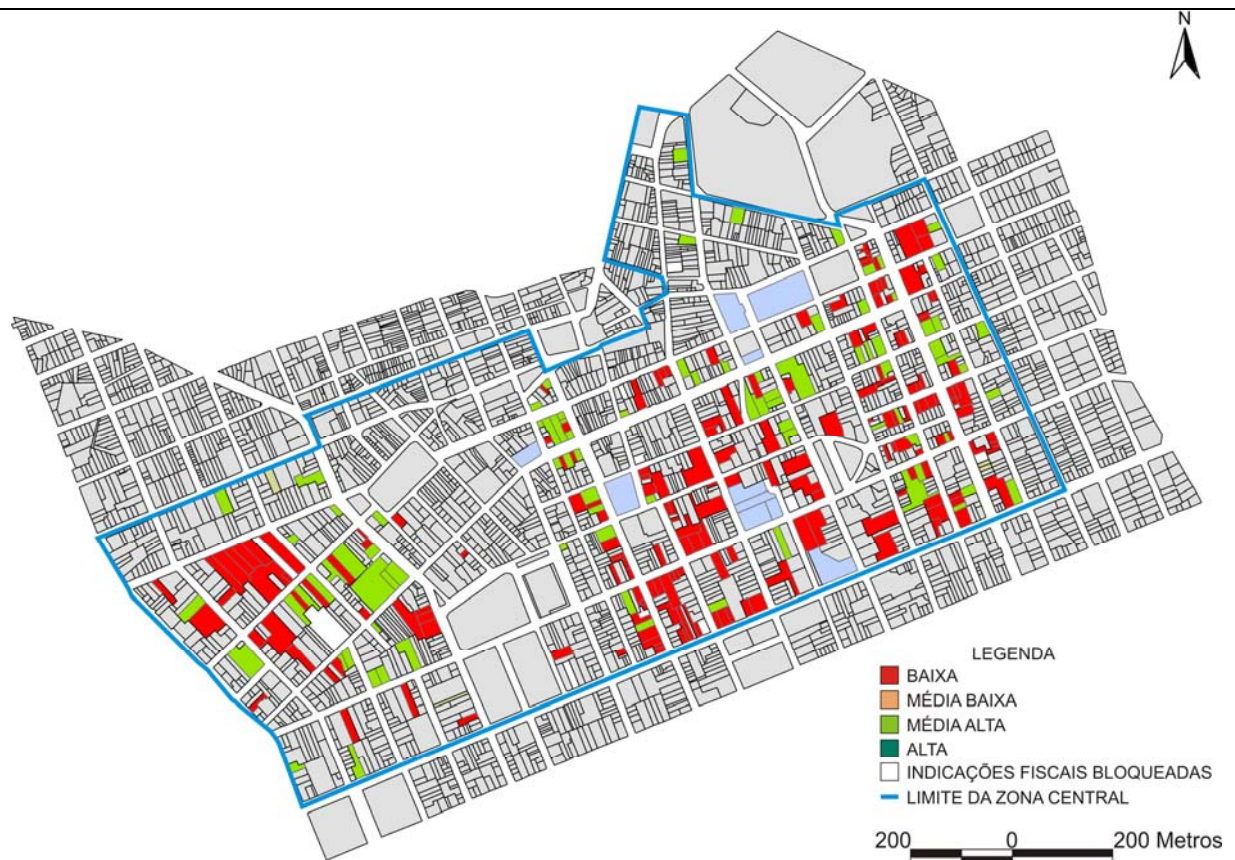 N
LEGENDA
BAIXA
MÉDIA BAIXA
MÉDIA ALTA
ALTA
INDICAÇÕES FISCAIS BLOQUEADAS
LIMITE DA ZONA CENTRAL
200 0 200 Metros